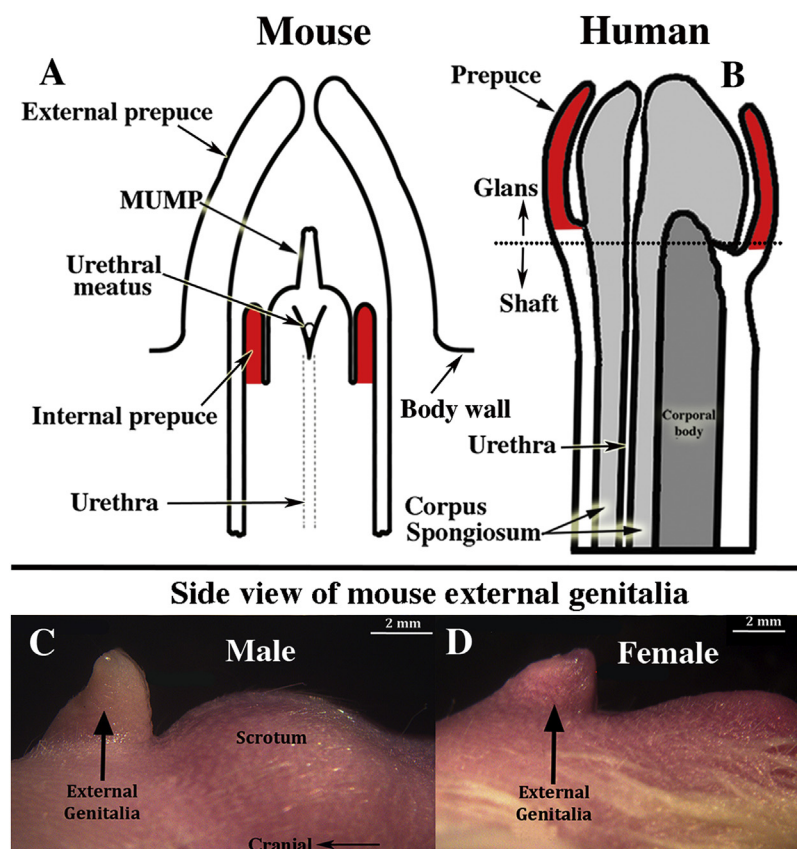 Mouse
Human
A
B
External prepuce
MUMP
Urethral
meatus
Internal prepuce
Urethra
Body wall
Prepuce
Glans
Shaft
Corporal
body
Urethra
Corpus
Spongiosum
Side view of mouse external genitalia
C
Male
2 mm
Scrotum
External
Genitalia
Cranial
D
Female
2 mm
External
Genitalia